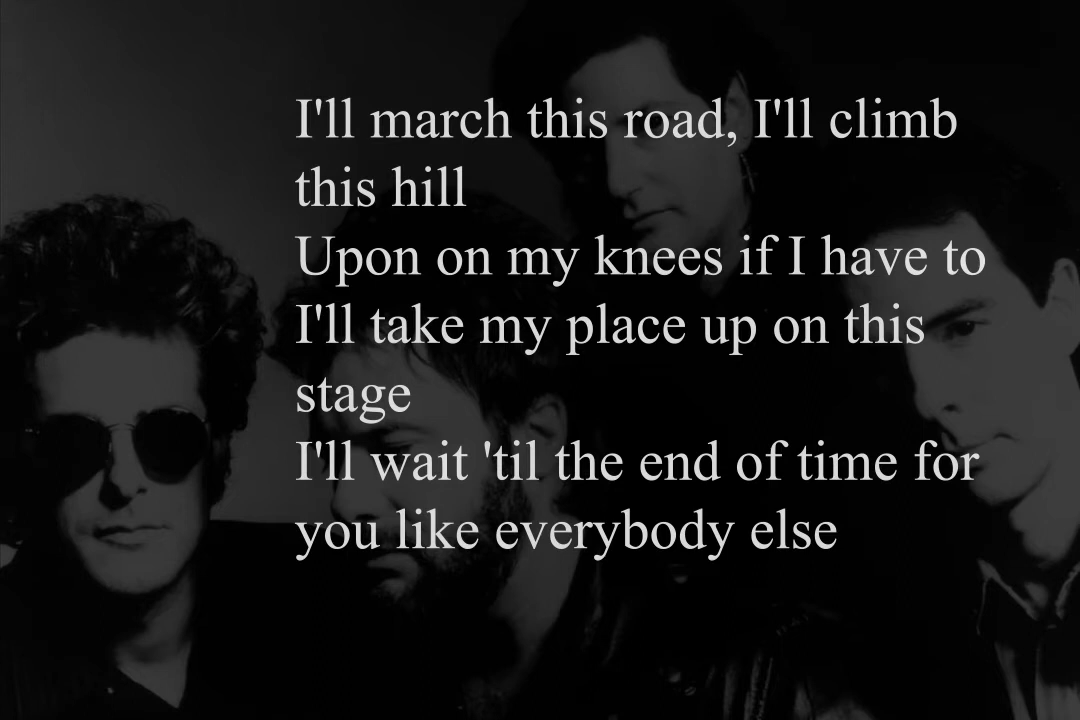 I'll march this road, I'll climb
this hill
Upon on my knees if I have to
I'll take my place up on this
stage
I'll wait 'til the end of time for
you like everybody else